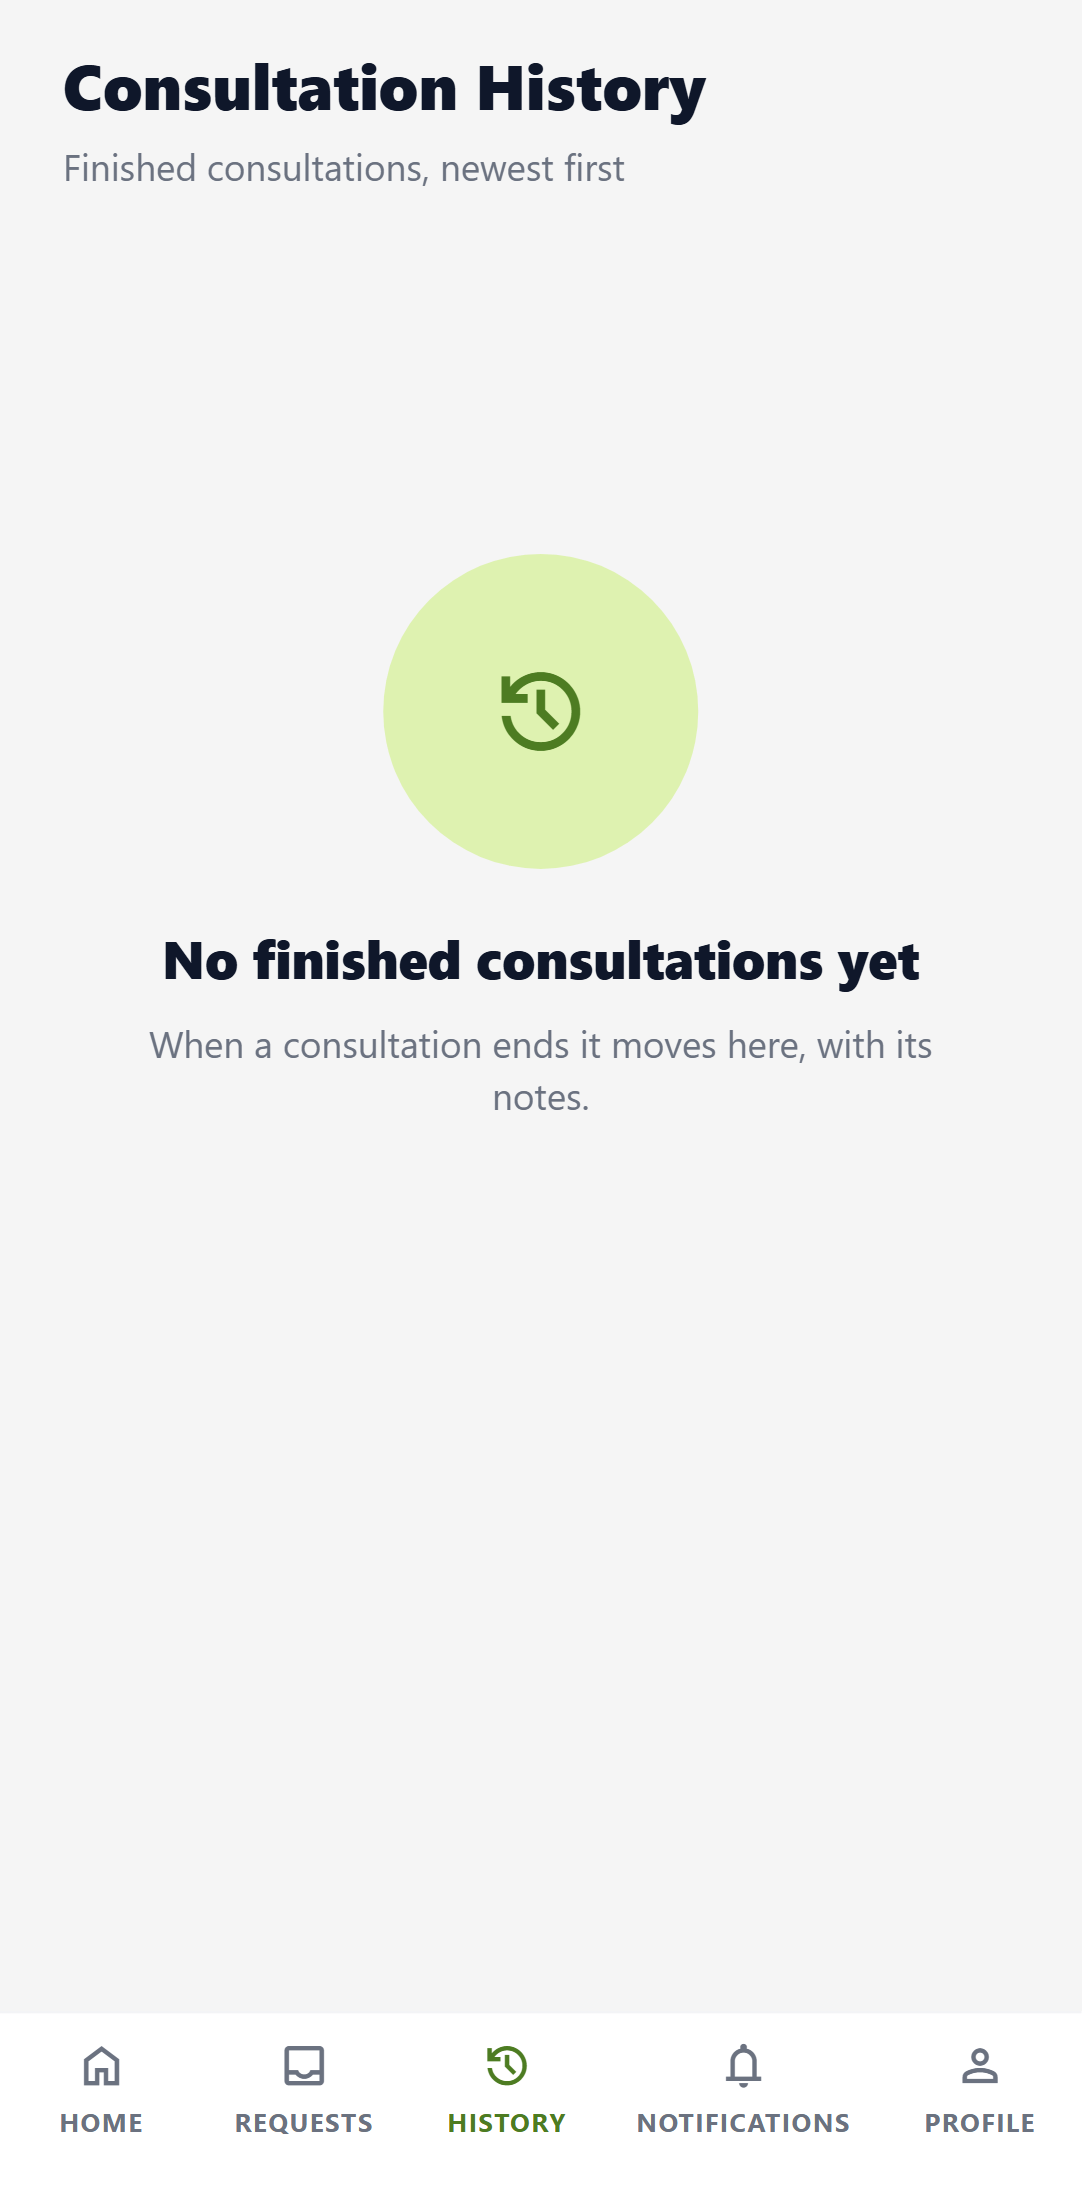 Consultation History
Finished consultations, newest first
No finished consultations yet
When a consultation ends it moves here, with its
notes.
HOME
REQUESTS
HISTORY
NOTIFICATIONS
PROFILE